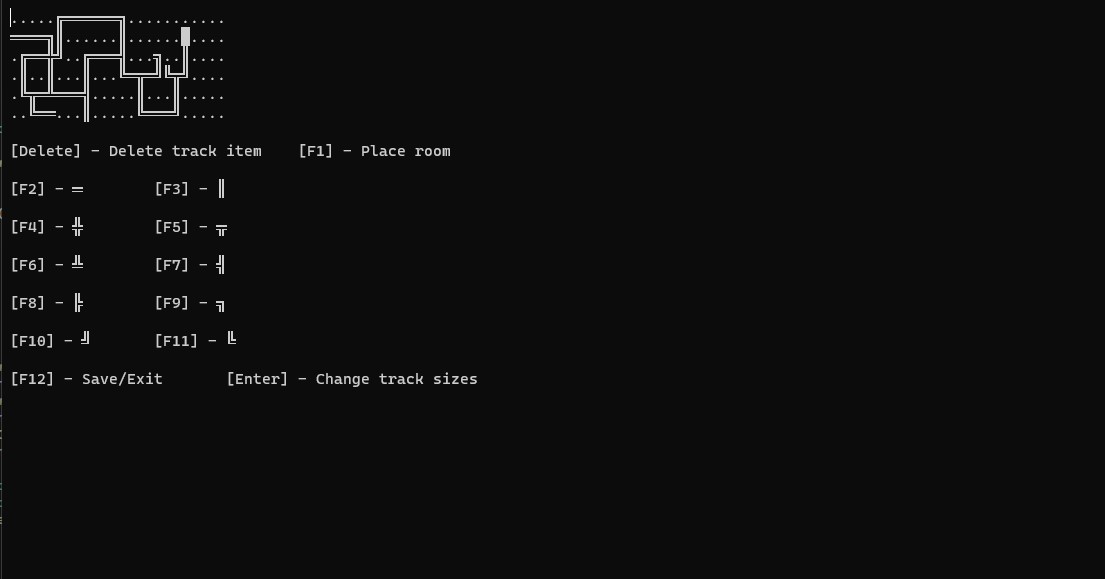 .....╔══════╗...........
════╗║......║......█....
.╔══╬╝..╔═══╣...╗..║....
.║..║...║...╚═╦═╝╚╦╝....
.╚╦═╩═══╣.....║...║.....
..╚══...║.....╚═══╝.....
[Delete] - Delete track item    [F1] - Place room
[F2] - ═        [F3] - ║
[F4] - ╬        [F5] - ╦
[F6] - ╩        [F7] - ╣
[F8] - ╠        [F9] - ╗
[F10] - ╝       [F11] - ╚
[F12] - Save/Exit       [Enter] - Change track sizes